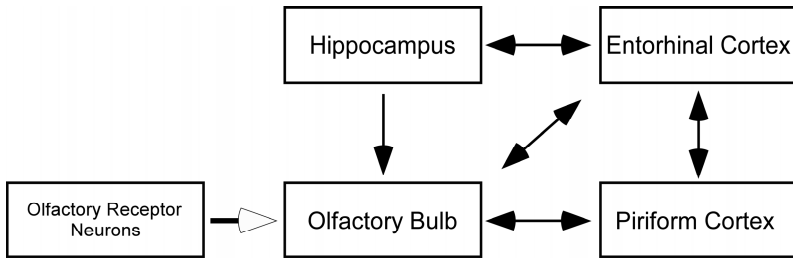 Hippocampus
Entorhinal Cortex
Olfactory Receptor
Neurons
Olfactory Bulb
Piriform Cortex